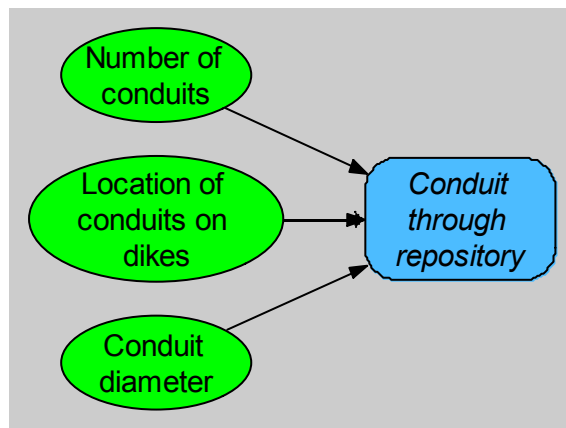 Number of
conduits
Location of
conduits on
dikes
Conduit
through
repository
Conduit
diameter